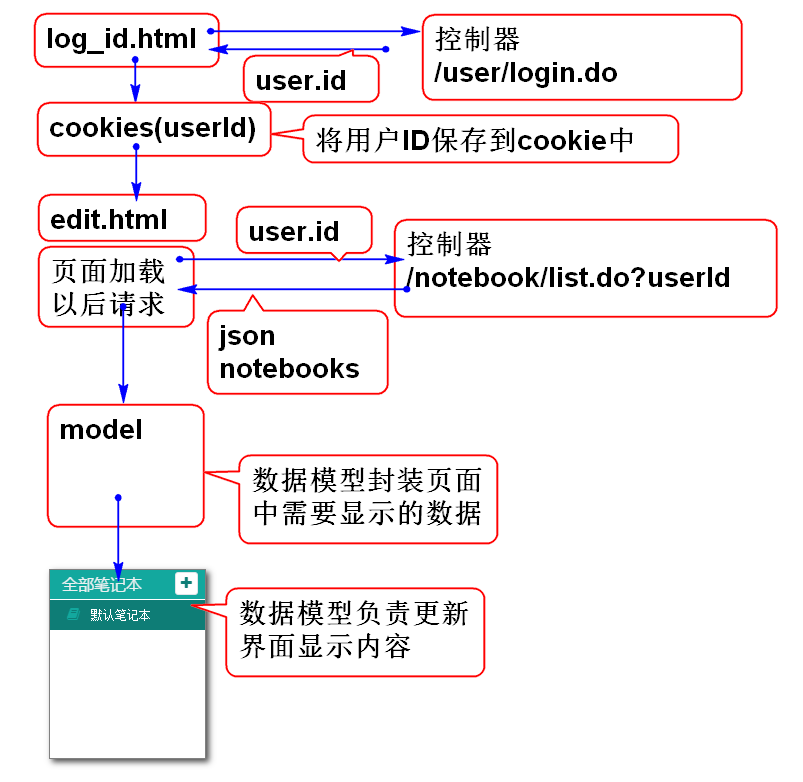 log_id.html
控制器
/user/login.do
user.id
cookies(userId)
将用户ID保存到cookie中
edit.html
user.id
控制器
/notebook/list.do?userId
页面加载
以后请求
json
notebooks
model
数据模型封装页面
中需要显示的数据
全部笔记本
+
默认笔记本
数据模型负责更新
界面显示内容